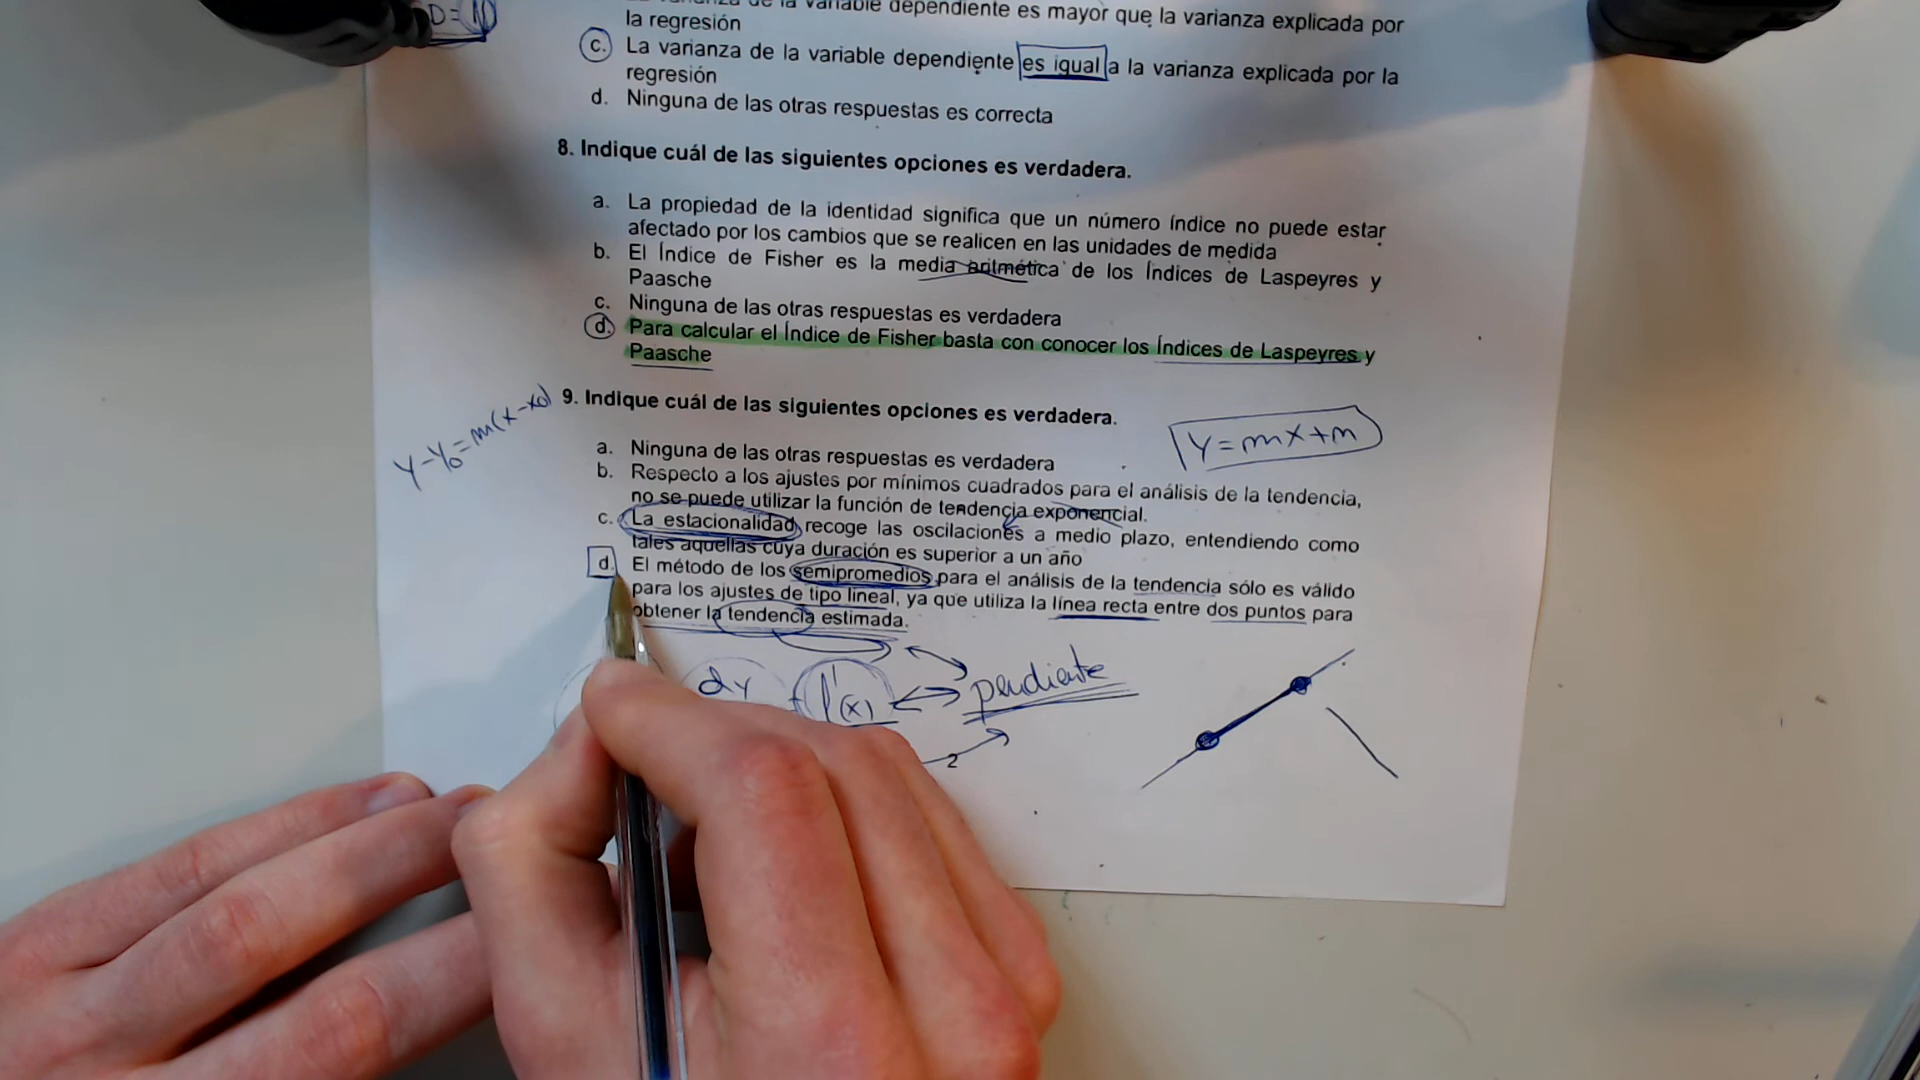 D=
la variable dependiente es mayor que la varianza explicada por
la regresión
c. La varianza de la variable dependiente es igual a la varianza explicada por la
regresión
d. Ninguna de las otras respuestas es correcta
8. Indique cuál de las siguientes opciones es verdadera.
a. La propiedad de la identidad significa que un número índice no puede estar
afectado por los cambios que se realicen en las unidades de medida
b. El Índice de Fisher es la media aritmética de los Índices de Laspeyres y
Paasche
c. Ninguna de las otras respuestas es verdadera
d. Para calcular el Índice de Fisher basta con conocer los Índices de Laspeyres y
Paasche
y-y₀=m(x-x₀)
9. Indique cuál de las siguientes opciones es verdadera.
y=mx+n
a. Ninguna de las otras respuestas es verdadera
b. Respecto a los ajustes por mínimos cuadrados para el análisis de la tendencia,
no se puede utilizar la función de tendencia exponencial.
c. La estacionalidad recoge las oscilaciones a medio plazo, entendiendo como
tales aquellas cuya duración es superior a un año
d. El método de los semipromedios para el análisis de la tendencia sólo es válido
para los ajustes de tipo lineal, ya que utiliza la línea recta entre dos puntos para
obtener la tendencia estimada.
dy f'(x) pendiente
2